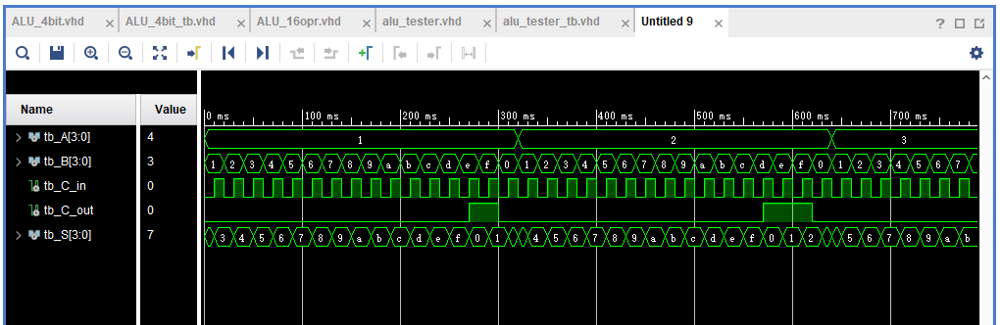 ALU_4bit.vhd ALU_4bit_tb.vhd ALU_16opr.vhd alu_tester.vhd alu_tester_tb.vhd Untitled 9
Name Value
0 ms 100 ms 200 ms 300 ms 400 ms 500 ms 600 ms 700 ms
tb_A[3:0] 4 1 2 3
tb_B[3:0] 3 1 2 3 4 5 6 7 8 9 a b c d e f 0 1 2 3 4 5 6 7 8 9 a b c d e f 0 1 2 3 4 5 6 7
tb_C_in 0
tb_C_out 0
tb_S[3:0] 7 3 4 5 6 7 8 9 a b c d e f 0 1 4 5 6 7 8 9 a b c d e f 0 1 2 5 6 7 8 9 a b